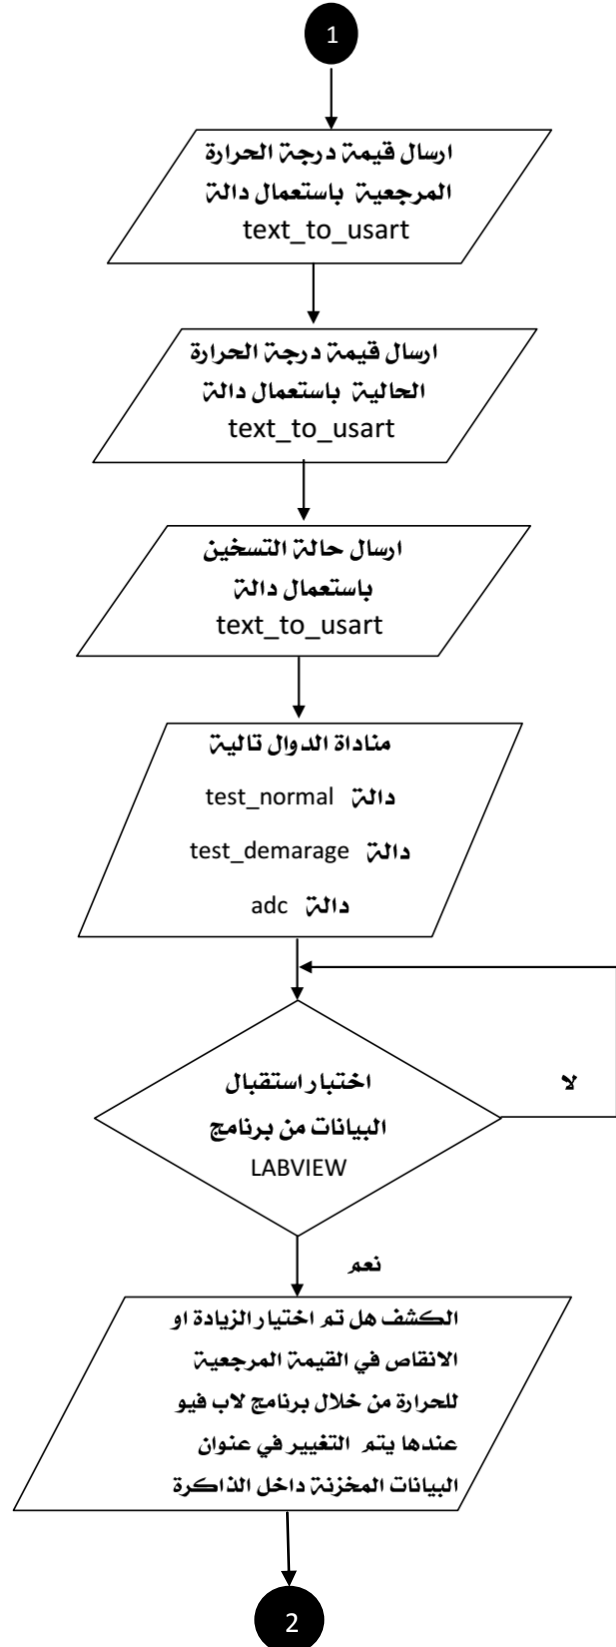 1
ارسال قيمة درجة الحرارة
المرجعية باستعمال دالة
text_to_usart
ارسال قيمة درجة الحرارة
الحالية باستعمال دالة
text_to_usart
ارسال حالة التسخين
باستعمال دالة
text_to_usart
مناداة الدوال تالية
دالة test_normal
دالة test_demarage
دالة adc
اختبار استقبال
البيانات من برنامج
LABVIEW
لا
نعم
الكشف هل تم اختيار الزيادة او
الانقاص في القيمة المرجعية
للحرارة من خلال برنامج لاب فيو
عندها يتم التغيير في عنوان
البيانات المخزنة داخل الذاكرة
2